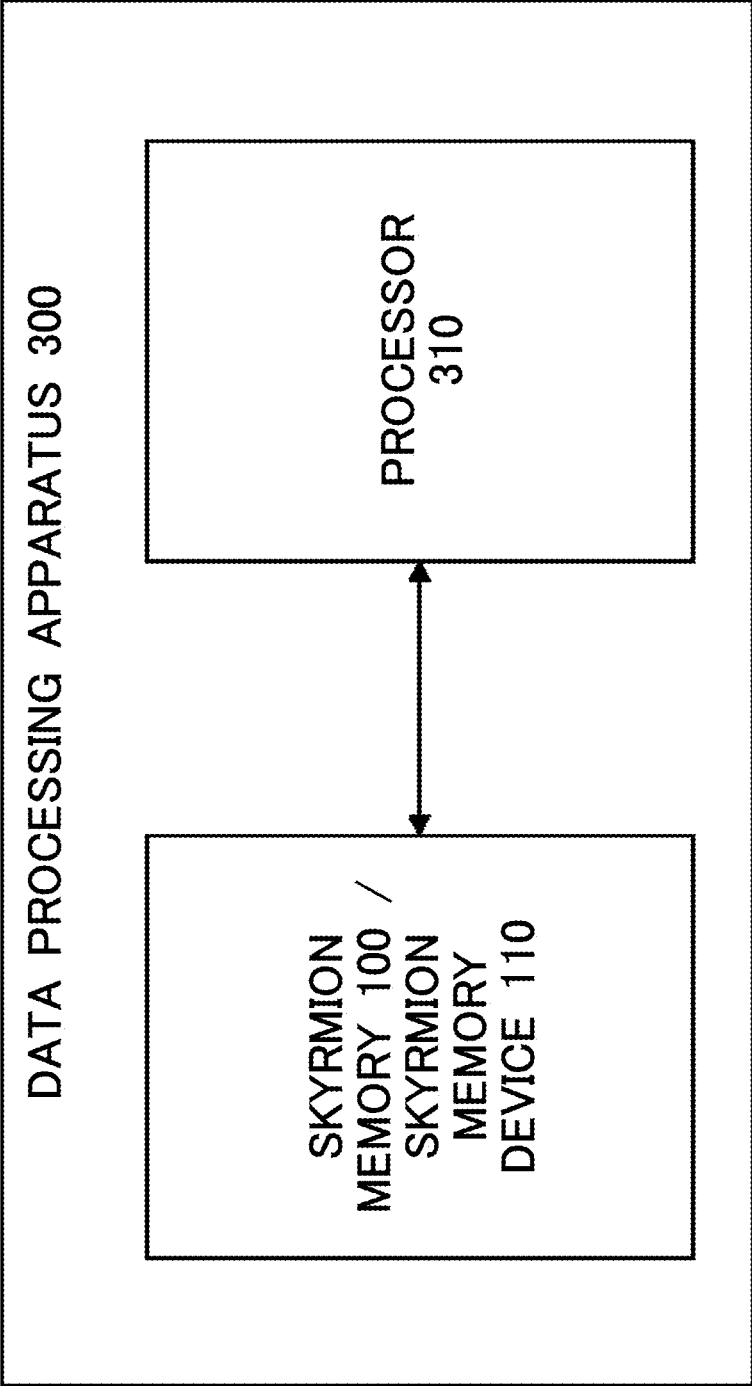 DATA PROCESSING APPARATUS 300
SKYRMION
MEMORY 100 /
SKYRMION
MEMORY
DEVICE 110
PROCESSOR
310